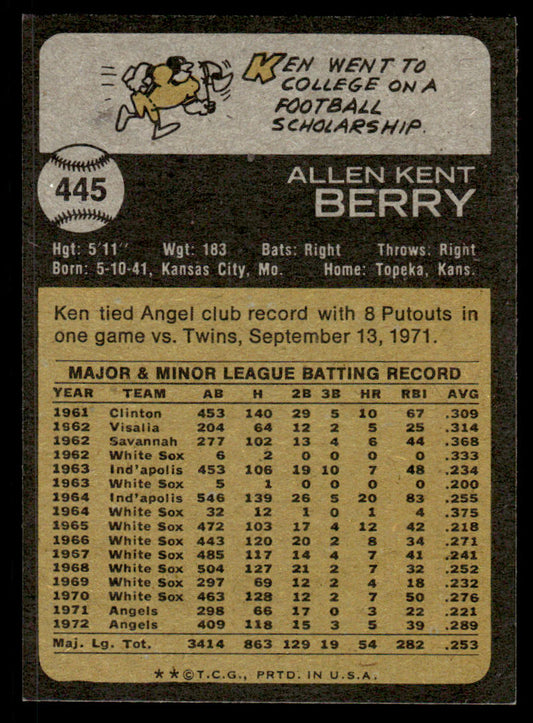 KEN WENT TO
COLLEGE ON A
FOOTBALL
SCHOLARSHIP.
445
ALLEN KENT
BERRY
Hgt: 5'11" Wgt: 183 Bats: Right Throws: Right
Born: 5-10-41, Kansas City, Mo. Home: Topeka, Kans.
Ken tied Angel club record with 8 Putouts in
one game vs. Twins, September 13, 1971.
MAJOR & MINOR LEAGUE BATTING RECORD
YEAR TEAM AB H 2B 3B HR RBI AVG
1961 Clinton 453 140 29 5 10 67 .309
1962 Visalia 204 64 12 2 5 25 .314
1962 Savannah 277 102 13 4 6 44 .368
1962 White Sox 6 2 0 0 0 0 .333
1963 Ind'apolis 453 106 19 10 7 48 .234
1963 White Sox 5 1 0 0 0 0 .200
1964 Ind'apolis 546 139 26 5 20 83 .255
1964 White Sox 32 12 1 0 1 4 .375
1965 White Sox 472 103 17 4 12 42 .218
1966 White Sox 443 120 20 2 8 34 .271
1967 White Sox 485 117 14 4 7 41 .241
1968 White Sox 504 127 21 2 7 32 .252
1969 White Sox 297 69 12 2 4 18 .232
1970 White Sox 463 128 12 2 7 50 .276
1971 Angels 298 66 17 0 3 22 .221
1972 Angels 409 118 15 3 5 39 .289
Maj. Lg. Tot. 3414 863 129 19 54 282 .253
★★©T.C.G., PRTD. IN U.S.A.